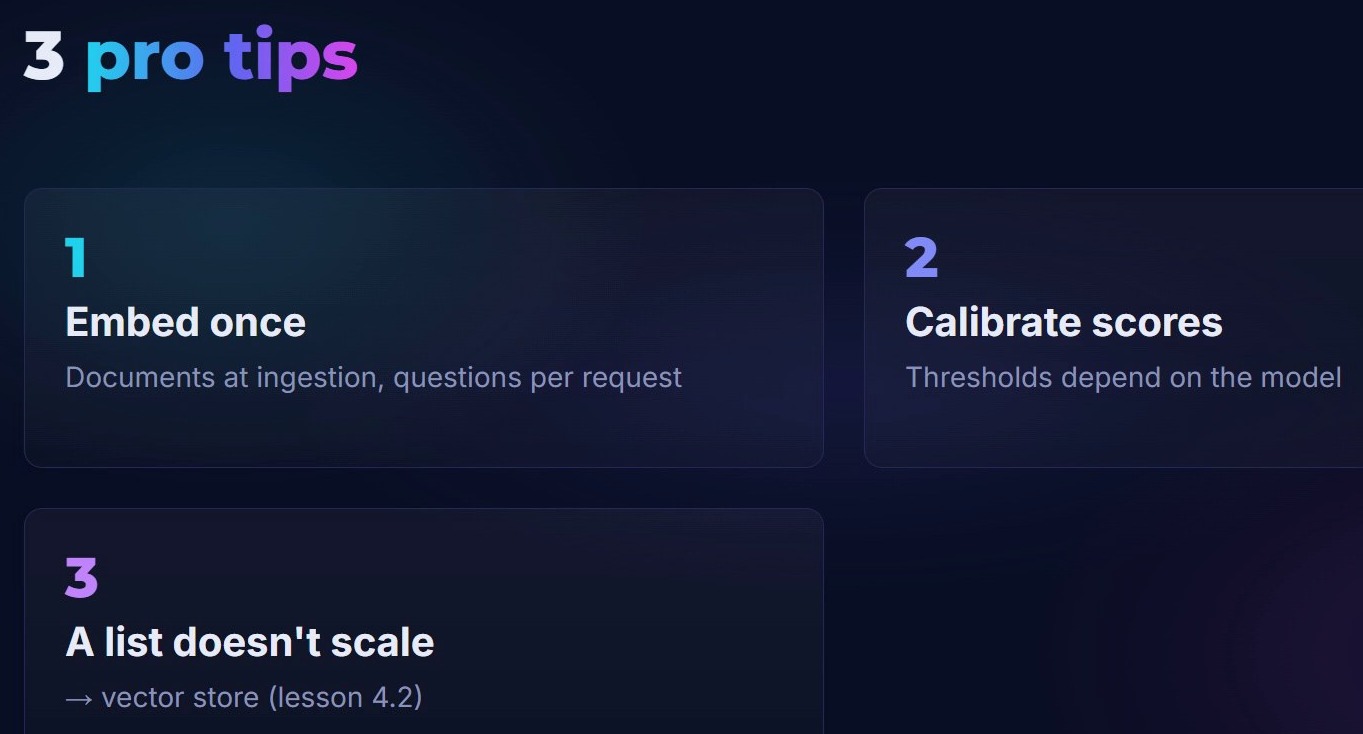 3 pro tips
1
Embed once
Documents at ingestion, questions per request
2
Calibrate scores
Thresholds depend on the model
3
A list doesn't scale
→ vector store (lesson 4.2)